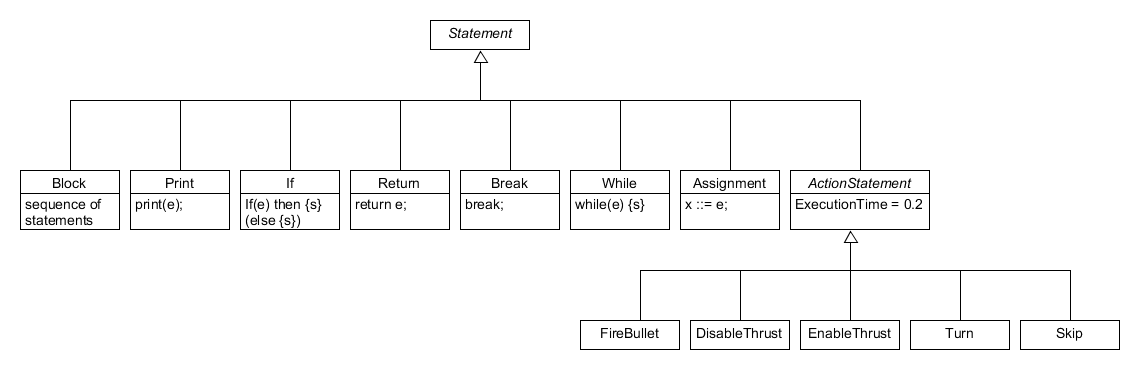 Statement
Block
sequence of
statements
Print
print(e);
If
If(e) then {s}
(else {s})
Return
return e;
Break
break;
While
while(e) {s}
Assignment
x ::= e;
ActionStatement
ExecutionTime = 0.2
FireBullet
DisableThrust
EnableThrust
Turn
Skip